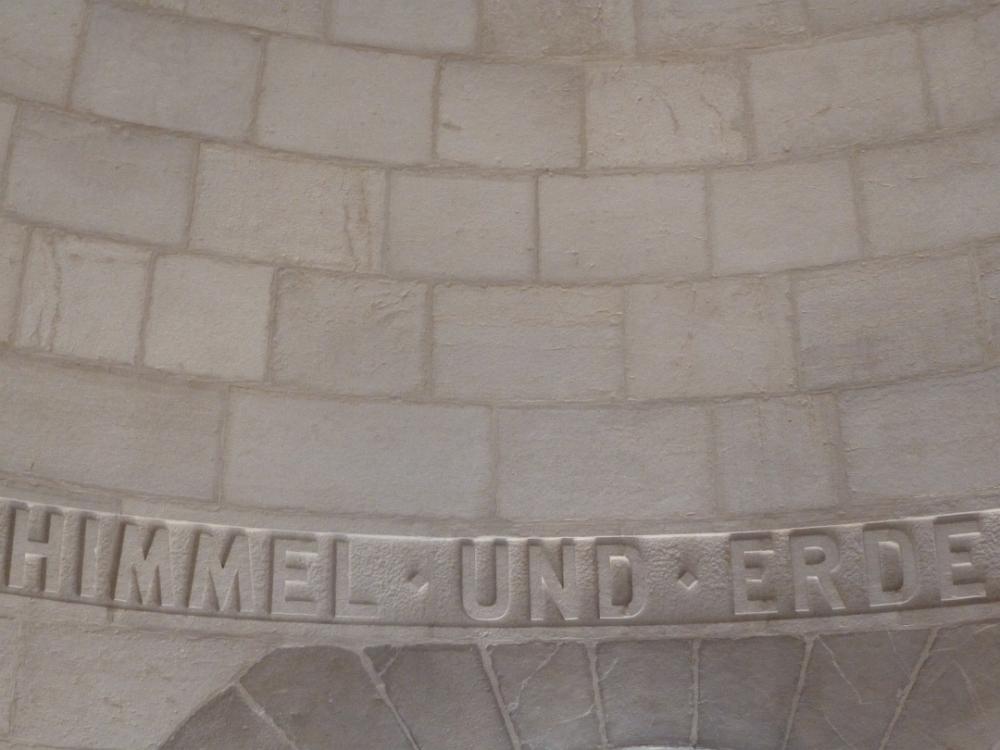 HIMMEL · UND · ERDE